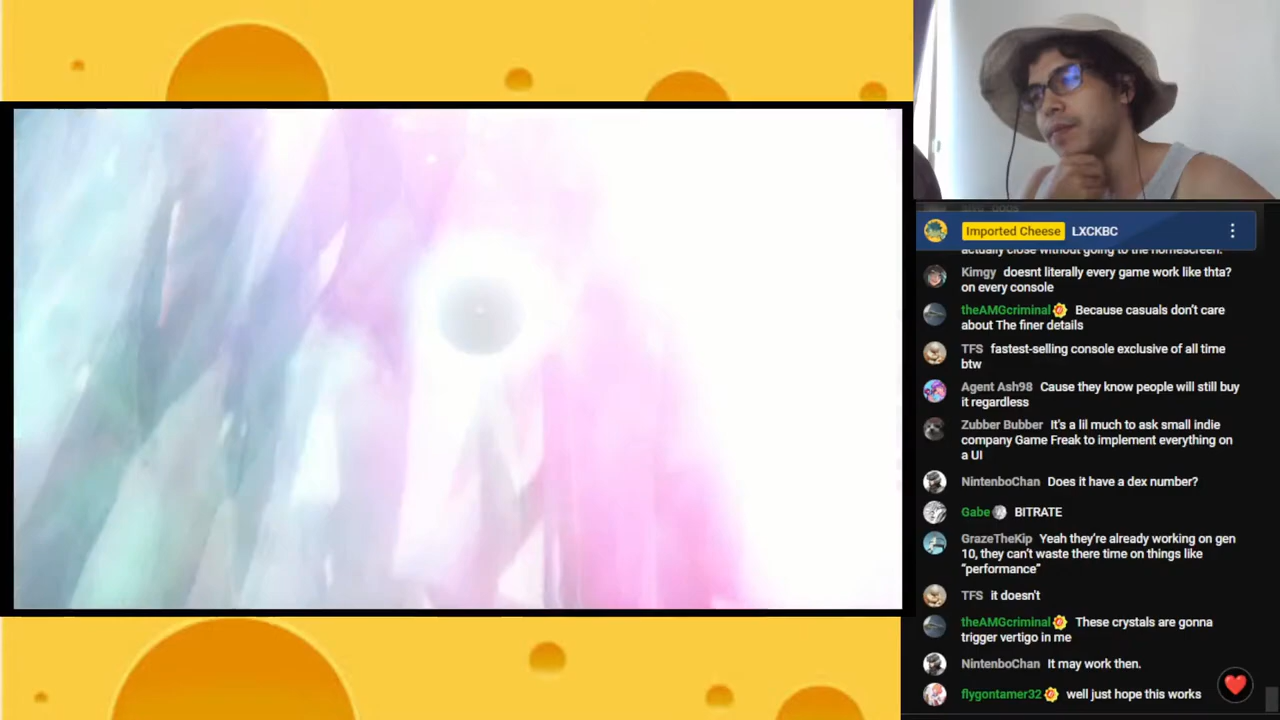 Imported Cheese LXCKBC
actually close without going to the homescreen.
Kimgy doesnt literally every game work like thta?
on every console
theAMGcriminal Because casuals don't care
about The finer details
TFS fastest-selling console exclusive of all time
btw
Agent Ash98 Cause they know people will still buy
it regardless
Zubber Bubber It's a lil much to ask small indie
company Game Freak to implement everything on
a UI
NintenboChan Does it have a dex number?
Gabe BITRATE
GrazeTheKip Yeah they're already working on gen
10, they can't waste there time on things like
“performance”
TFS it doesn't
theAMGcriminal These crystals are gonna
trigger vertigo in me
NintenboChan It may work then.
flygontamer32 well just hope this works